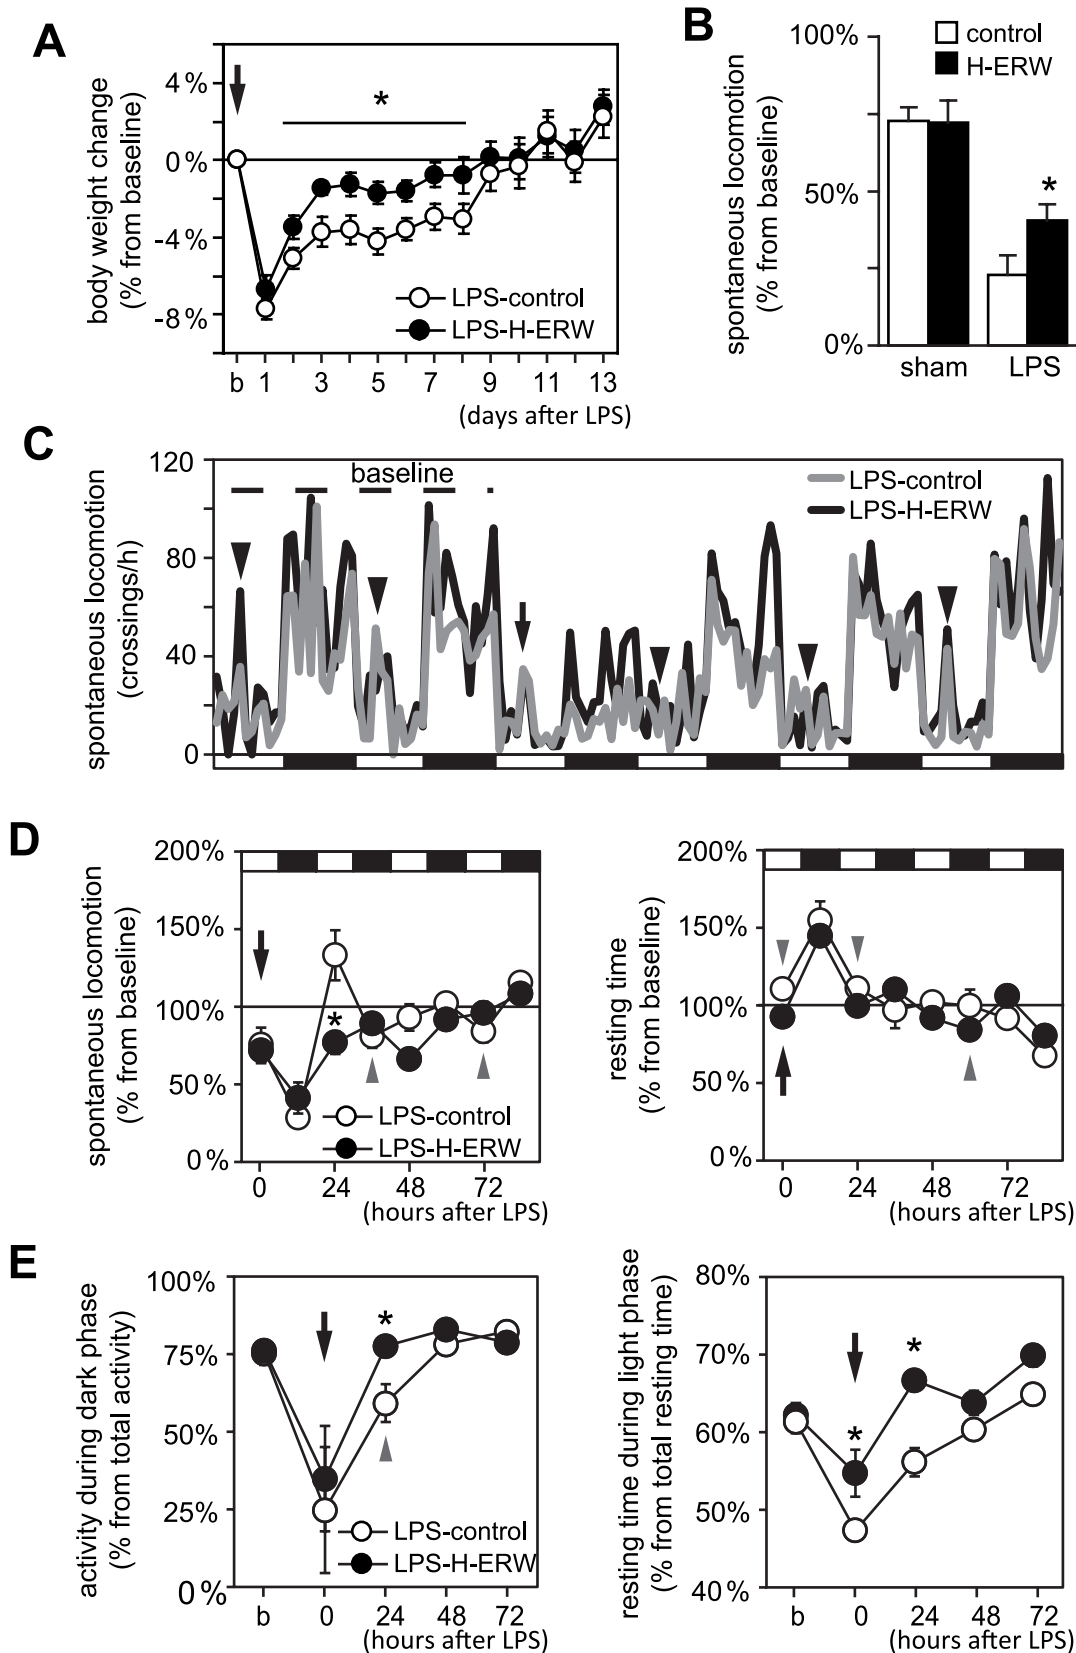 A
body weight change
(% from baseline)
4%
0%
-4%
-8%
*
LPS-control
LPS-H-ERW
b 1 3 5 7 9 11 13
(days after LPS)
B
spontaneous locomotion
(% from baseline)
100%
50%
0%
control
H-ERW
*
sham LPS
C
spontaneous locomotion
(crossings/h)
120
80
40
0
baseline
LPS-control
LPS-H-ERW
D
spontaneous locomotion
(% from baseline)
200%
150%
100%
50%
0%
*
LPS-control
LPS-H-ERW
0 24 48 72
(hours after LPS)
resting time
(% from baseline)
200%
150%
100%
50%
0%
0 24 48 72
(hours after LPS)
E
activity during dark phase
(% from total activity)
100%
75%
50%
25%
0%
*
LPS-control
LPS-H-ERW
b 0 24 48 72
(hours after LPS)
resting time during light phase
(% from total resting time)
80%
70%
60%
50%
40%
*
*
b 0 24 48 72
(hours after LPS)